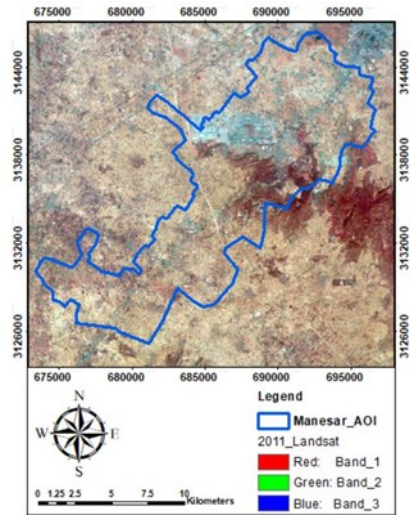 675000 680000 685000 690000 695000
3144000 3144000
3138000 3138000
3132000 3132000
3126000 3126000
675000 680000 685000 690000 695000
N
W E
S
0 1.25 2.5 5 7.5 10
Kilometers
Legend
Manesar_AOI
2011_Landsat
Red: Band_1
Green: Band_2
Blue: Band_3